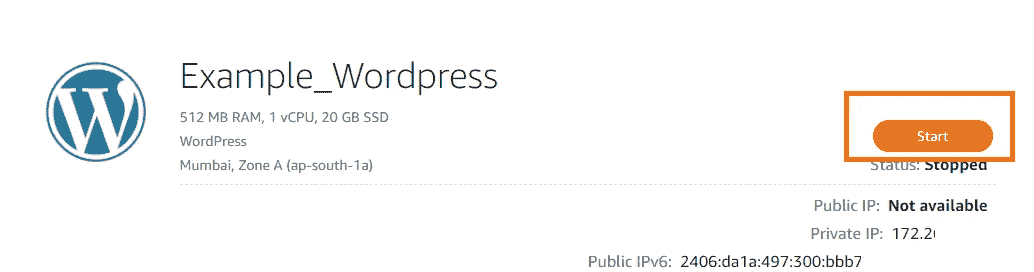 Example_Wordpress
512 MB RAM, 1 vCPU, 20 GB SSD
WordPress
Mumbai, Zone A (ap-south-1a)
Start
Status: Stopped
Public IP: Not available
Private IP: 172.2
Public IPv6: 2406:da1a:497:300:bbb7